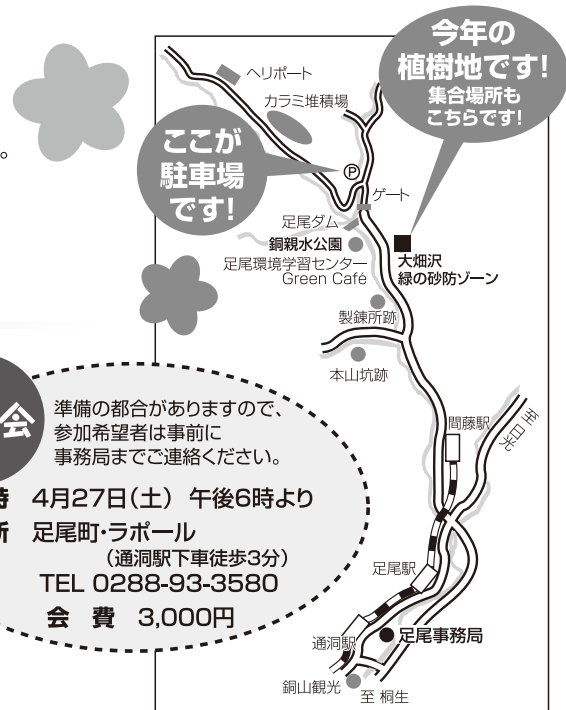 今年の
植樹地です!
集合場所も
こちらです!
ヘリポート
カラミ堆積場
。
ここが
駐車場
です!
P
ゲート
足尾ダム
銅親水公園
足尾環境学習センター
Green Café
大畑沢
緑の砂防ゾーン
製錬所跡
本山坑跡
会
準備の都合がありますので、
参加希望者は事前に
事務局までご連絡ください。
時 4月27日(土) 午後6時より
所 足尾町・ラポール
(通洞駅下車徒歩3分)
TEL 0288-93-3580
会 費 3,000円
間藤駅
至 日光
足尾駅
通洞駅
足尾事務局
銅山観光
至 桐生